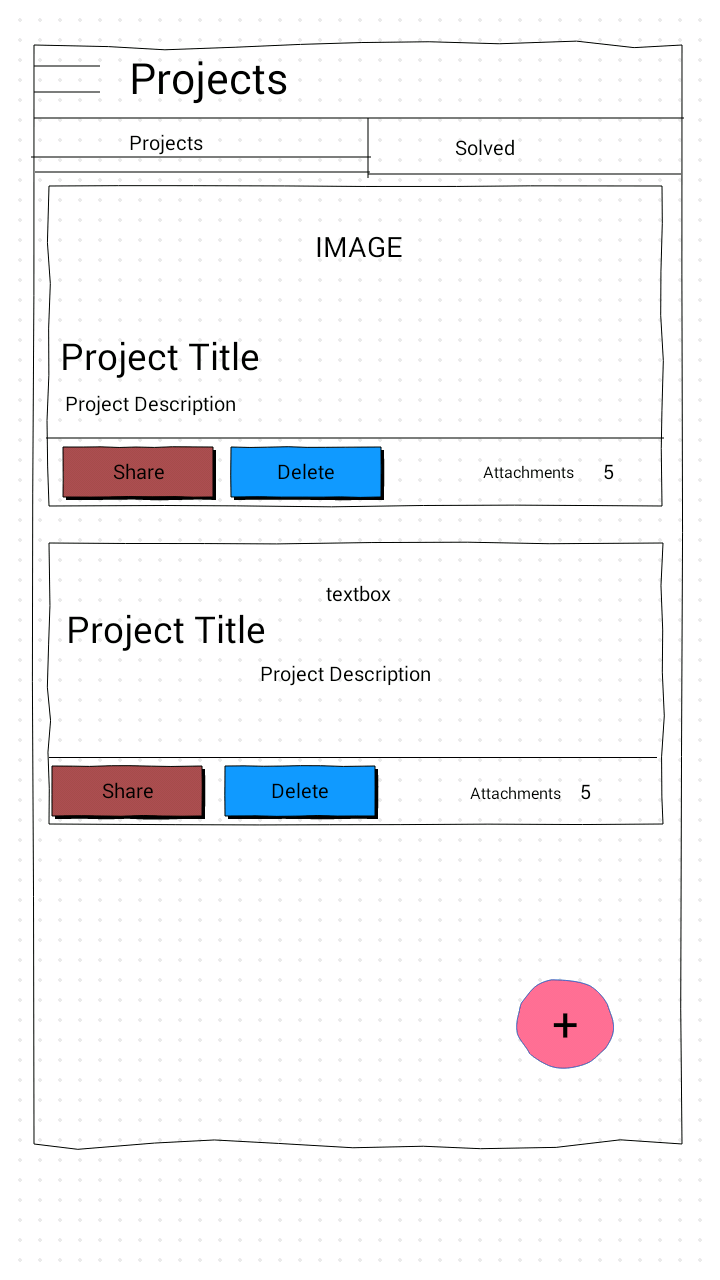 Projects
Projects
Solved
IMAGE
Project Title
Project Description
Share
Delete
Attachments 5
textbox
Project Title
Project Description
Share
Delete
Attachments 5
+